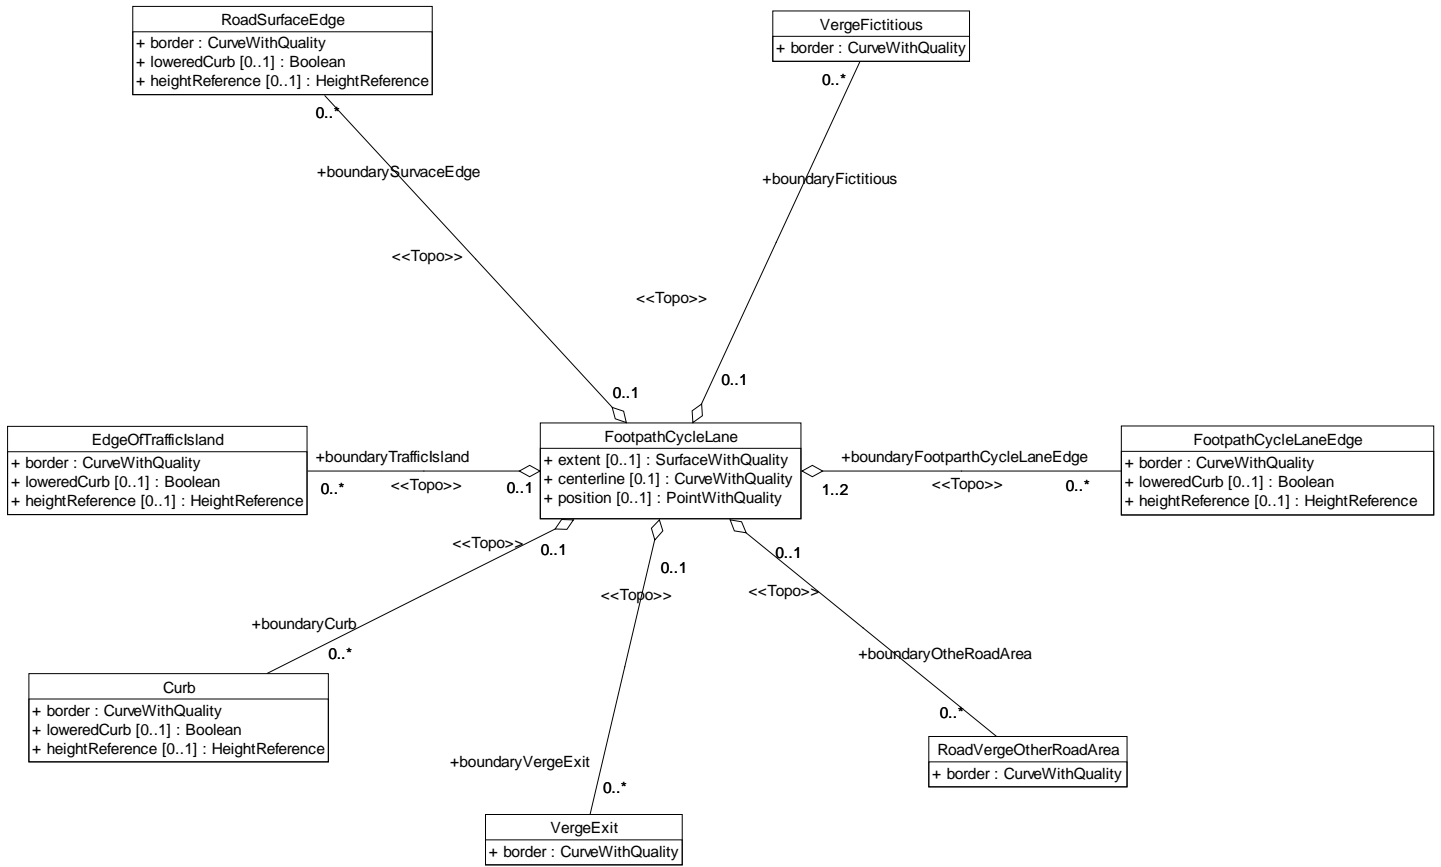 RoadSurfaceEdge
+ border : CurveWithQuality
+ loweredCurb [0..1] : Boolean
+ heightReference [0..1] : HeightReference
VergeFictitious
+ border : CurveWithQuality
0..*
0..*
+boundarySurvaceEdge
+boundaryFictitious
<<Topo>>
<<Topo>>
0..1
0..1
EdgeOfTrafficIsland
+ border : CurveWithQuality
+ loweredCurb [0..1] : Boolean
+ heightReference [0..1] : HeightReference
+boundaryTrafficIsland
0..*
<<Topo>>
0..1
FootpathCycleLane
+ extent [0..1] : SurfaceWithQuality
+ centerline [0.1] : CurveWithQuality
+ position [0..1] : PointWithQuality
+boundaryFootpathCycleLaneEdge
1..2
<<Topo>>
0..*
FootpathCycleLaneEdge
+ border : CurveWithQuality
+ loweredCurb [0..1] : Boolean
+ heightReference [0..1] : HeightReference
<<Topo>>
0..1
0..1
0..1
<<Topo>>
<<Topo>>
+boundaryCurb
0..*
+boundaryOtheRoadArea
0..*
Curb
+ border : CurveWithQuality
+ loweredCurb [0..1] : Boolean
+ heightReference [0..1] : HeightReference
RoadVergeOtherRoadArea
+ border : CurveWithQuality
+boundaryVergeExit
0..*
VergeExit
+ border : CurveWithQuality